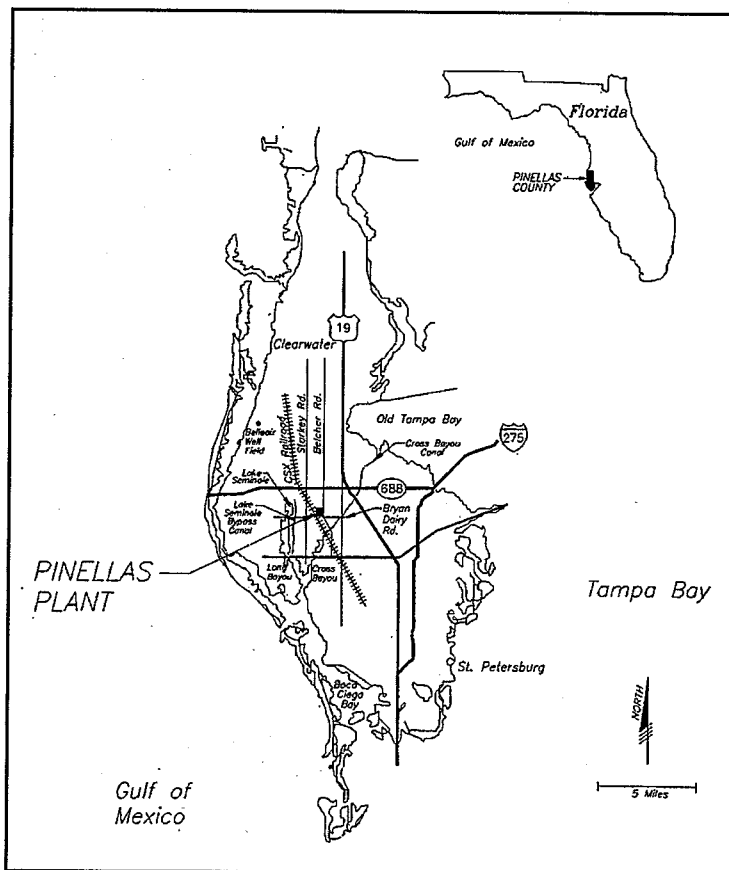 Florida
Gulf of Mexico
PINELLAS
COUNTY
19
Clearwater
CSX Railroad
Starkey Rd.
Belcher Rd.
Old Tampa Bay
Belleair
Well
Field
Cross Bayou
Canal
275
Lake
Seminole
688
Lake
Seminole
Bypass
Canal
Bryan
Dairy
Rd.
PINELLAS
PLANT
Long
Bayou
Cross
Bayou
Tampa Bay
St. Petersburg
Boca
Ciega
Bay
NORTH
5 Miles
Gulf of
Mexico